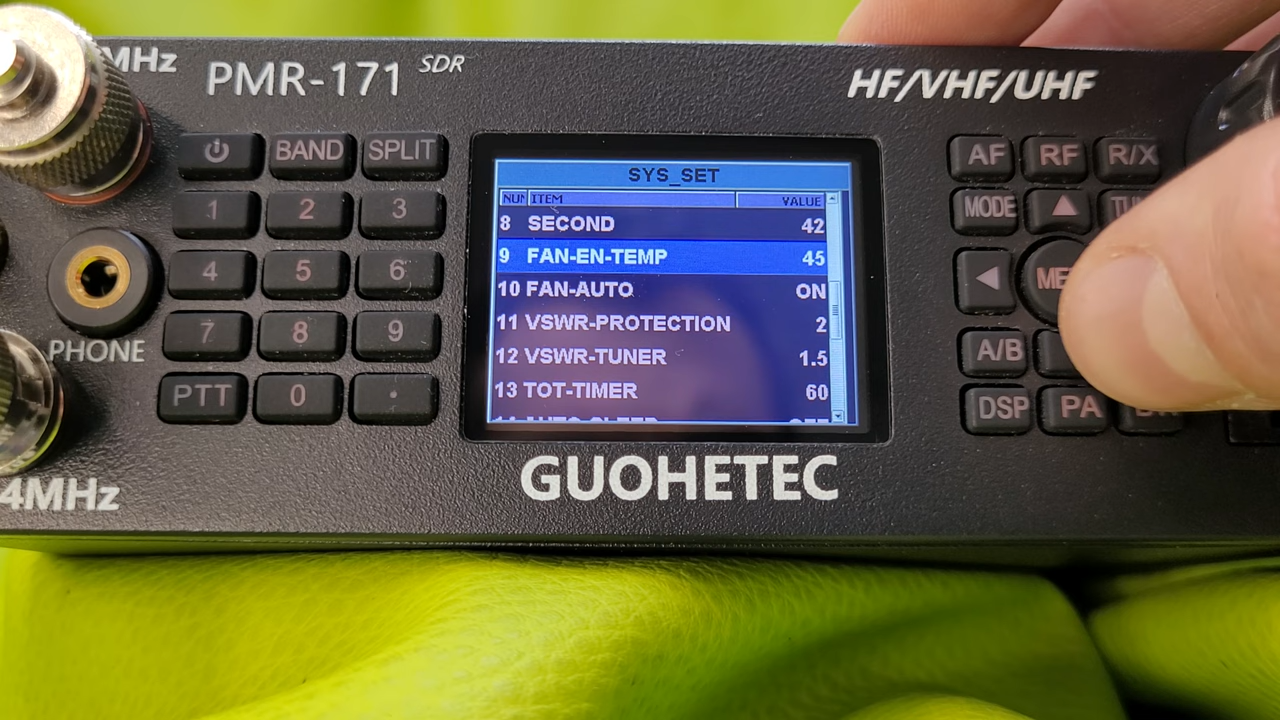 MHz
PMR-171 SDR
HF/VHF/UHF
BAND SPLIT
1 2 3
4 5 6
7 8 9
PTT 0 .
PHONE
4MHz
SYS_SET
NUM ITEM VALUE
8 SECOND 42
9 FAN-EN-TEMP 45
10 FAN-AUTO ON
11 VSWR-PROTECTION 2
12 VSWR-TUNER 1.5
13 TOT-TIMER 60
GUOHETEC
AF RF R/X
MODE
A/B
DSP PA